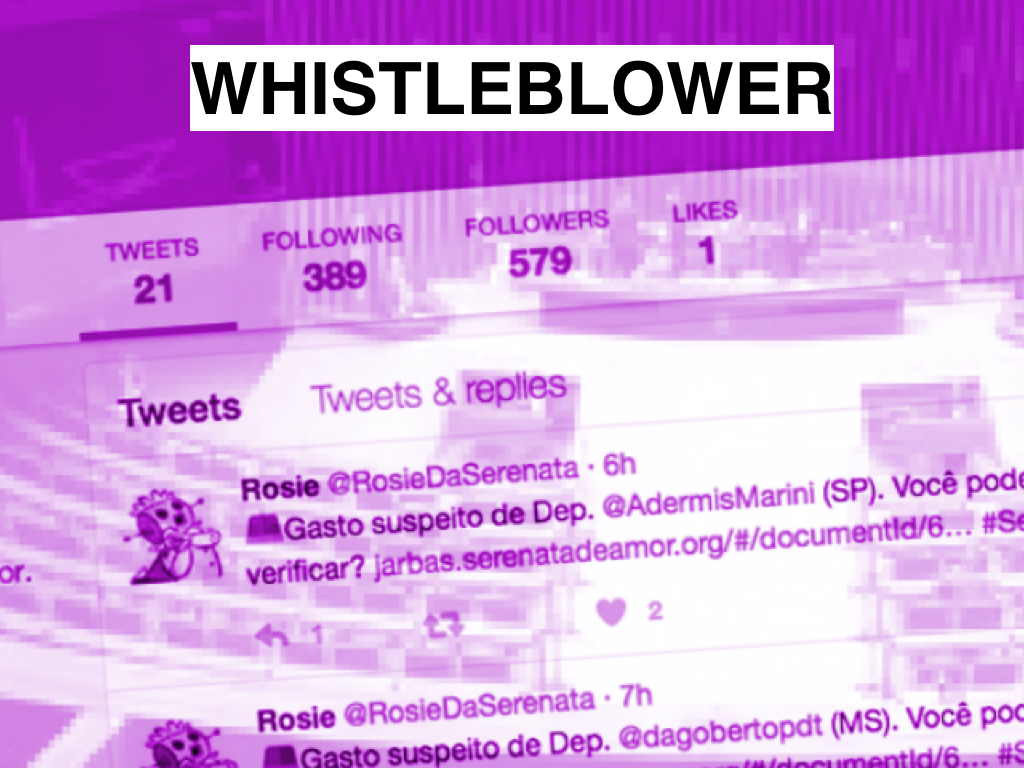 WHISTLEBLOWER
TWEETS FOLLOWING FOLLOWERS LIKES
21 389 579 1
Tweets Tweets & replies
Rosie @RosieDaSerenata · 6h
Gasto suspeito de Dep. @AdermisMarini (SP). Você pode
verificar? jarbas.serenatadeamor.org/#/documentId/6... #Se
or.
1 2
Rosie @RosieDaSerenata · 7h
Gasto suspeito de Dep. @dagobertopdt (MS). Você pod